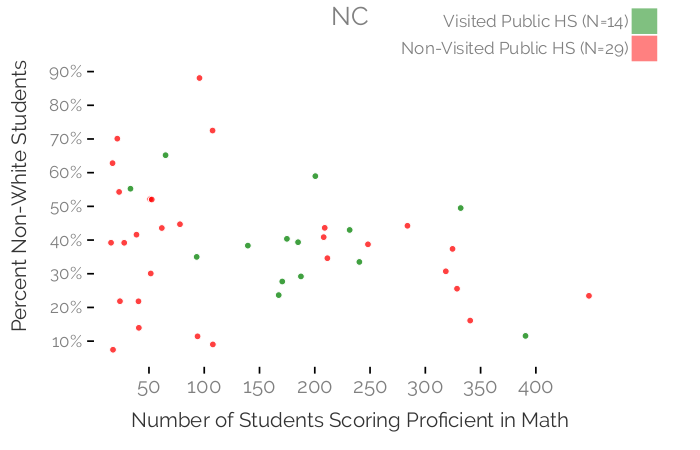 NC
Visited Public HS (N=14)
Non-Visited Public HS (N=29)
Percent Non-White Students
90%
80%
70%
60%
50%
40%
30%
20%
10%
50 100 150 200 250 300 350 400
Number of Students Scoring Proficient in Math